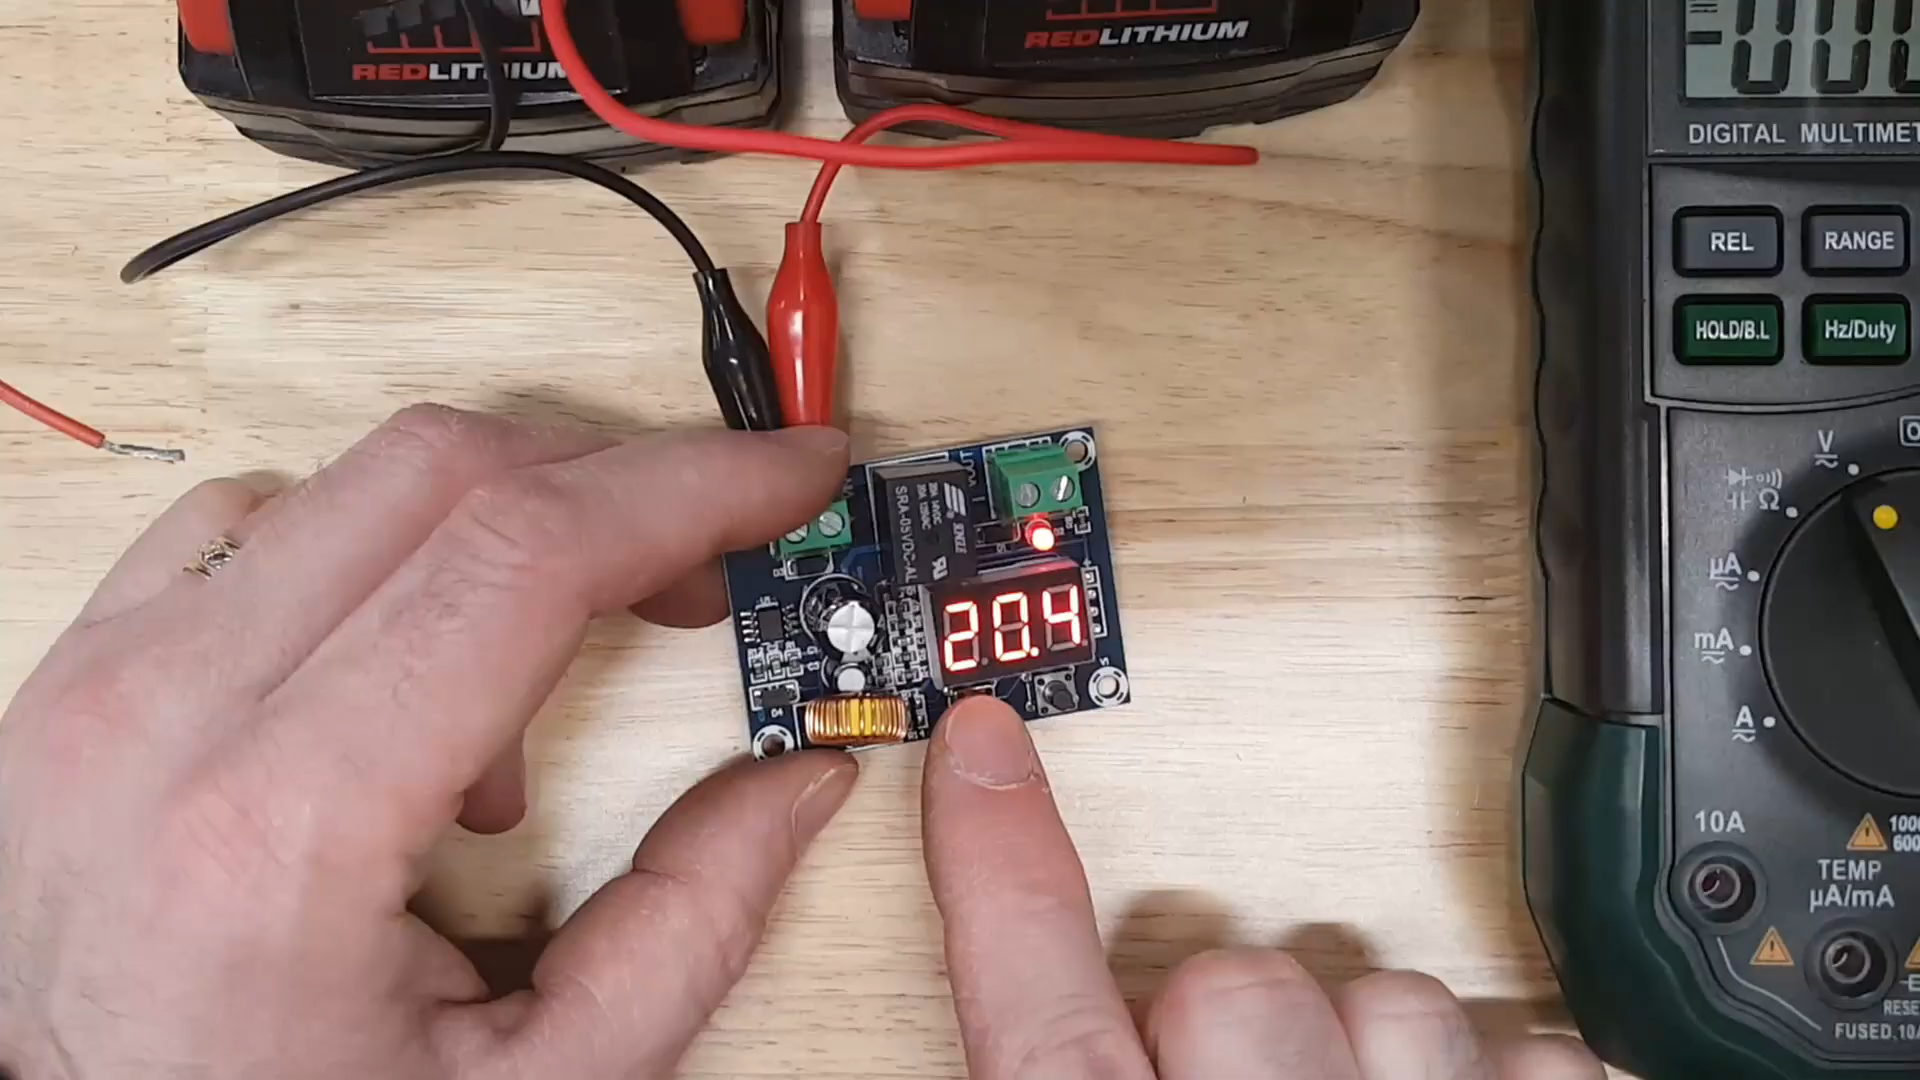 REDLITHIUM
REDLITHIUM
DIGITAL MULTIMET
REL
RANGE
HOLD/B.L
Hz/Duty
V
Ω
µA
mA
A
10A
TEMP
µA/mA
FUSED
SRA-05VDC-AL
20.4